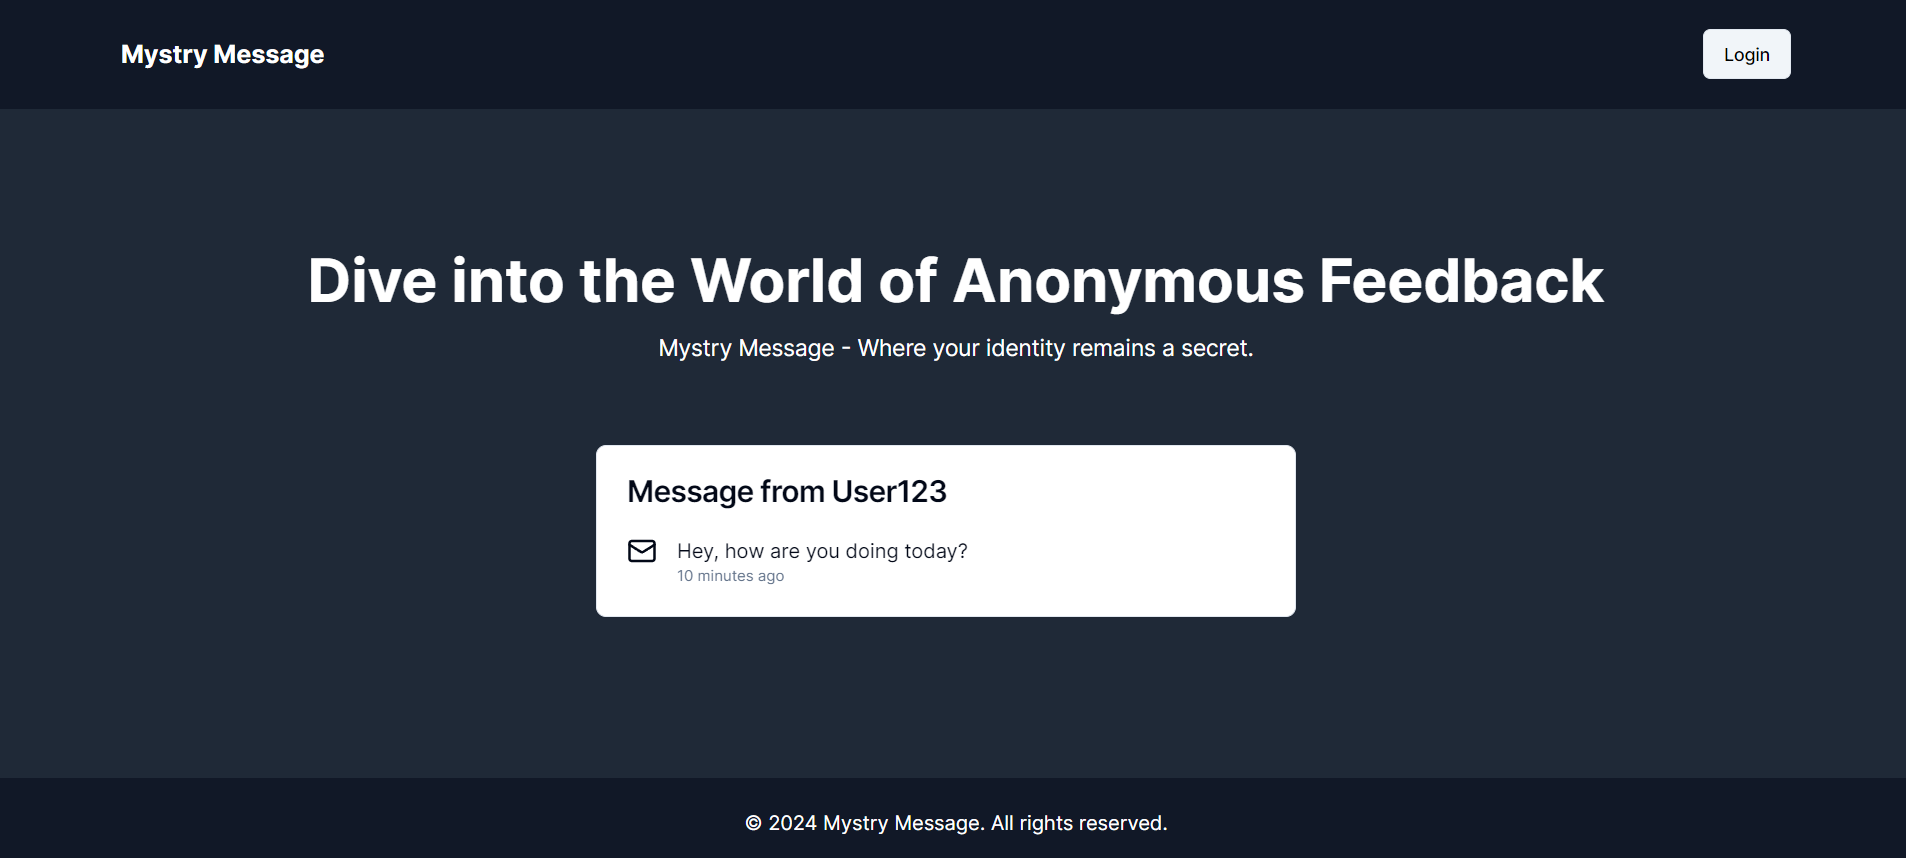 Mystry Message
Login
Dive into the World of Anonymous Feedback
Mystry Message - Where your identity remains a secret.
Message from User123
Hey, how are you doing today?
10 minutes ago
© 2024 Mystry Message. All rights reserved.